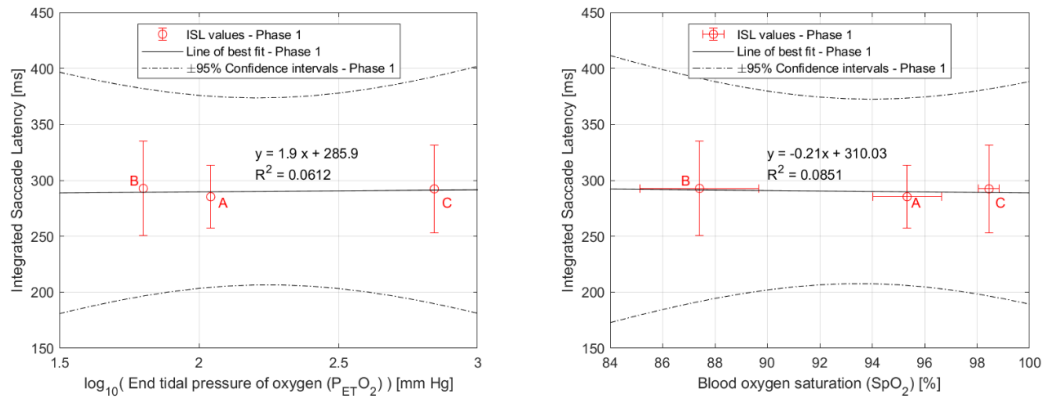 450
400
350
300
250
200
150
Integrated Saccade Latency [ms]
ISL values - Phase 1
Line of best fit - Phase 1
±95% Confidence intervals - Phase 1
y = 1.9 x + 285.9
R² = 0.0612
B
A
C
1.5 2 2.5 3
log₁₀( End tidal pressure of oxygen (P_ETO₂) ) [mm Hg]
450
400
350
300
250
200
150
Integrated Saccade Latency [ms]
ISL values - Phase 1
Line of best fit - Phase 1
±95% Confidence intervals - Phase 1
y = -0.21x + 310.03
R² = 0.0851
B
A
C
84 86 88 90 92 94 96 98 100
Blood oxygen saturation (SpO₂) [%]